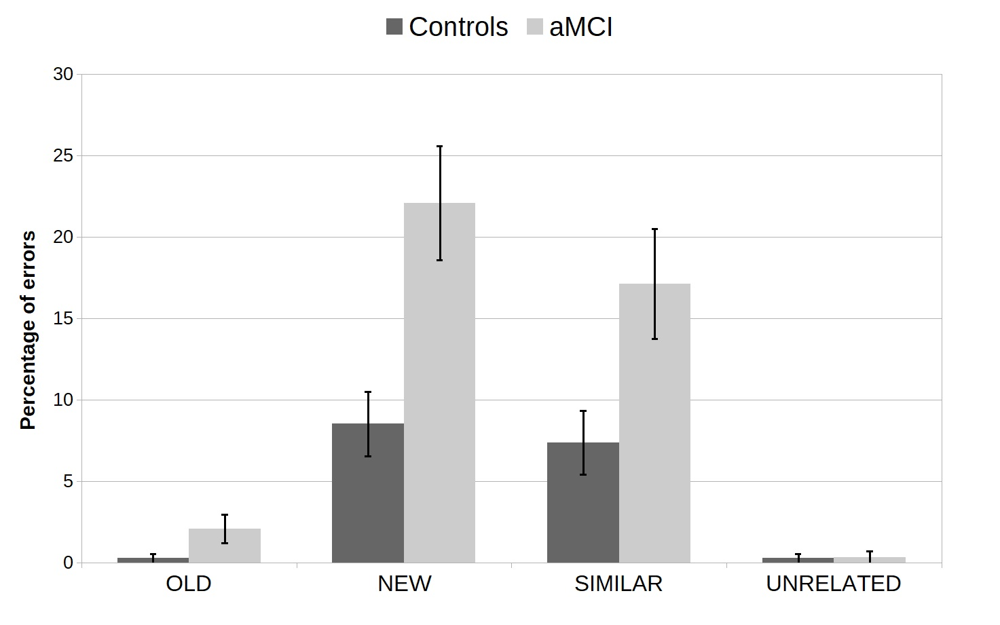 Controls aMCI
30
25
20
15
10
5
0
Percentage of errors
OLD NEW SIMILAR UNRELATED